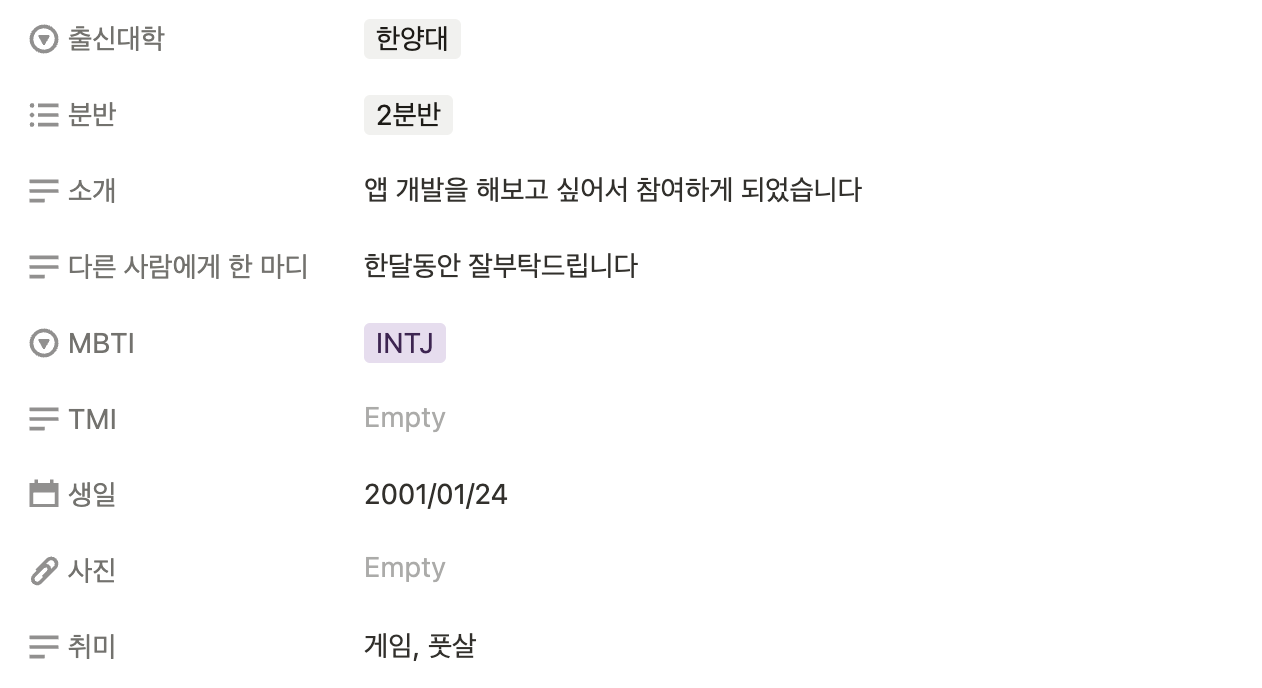 출신대학 한양대
분반 2분반
소개 앱 개발을 해보고 싶어서 참여하게 되었습니다
다른 사람에게 한 마디 한달동안 잘부탁드립니다
MBTI INTJ
TMI Empty
생일 2001/01/24
사진 Empty
취미 게임, 풋살